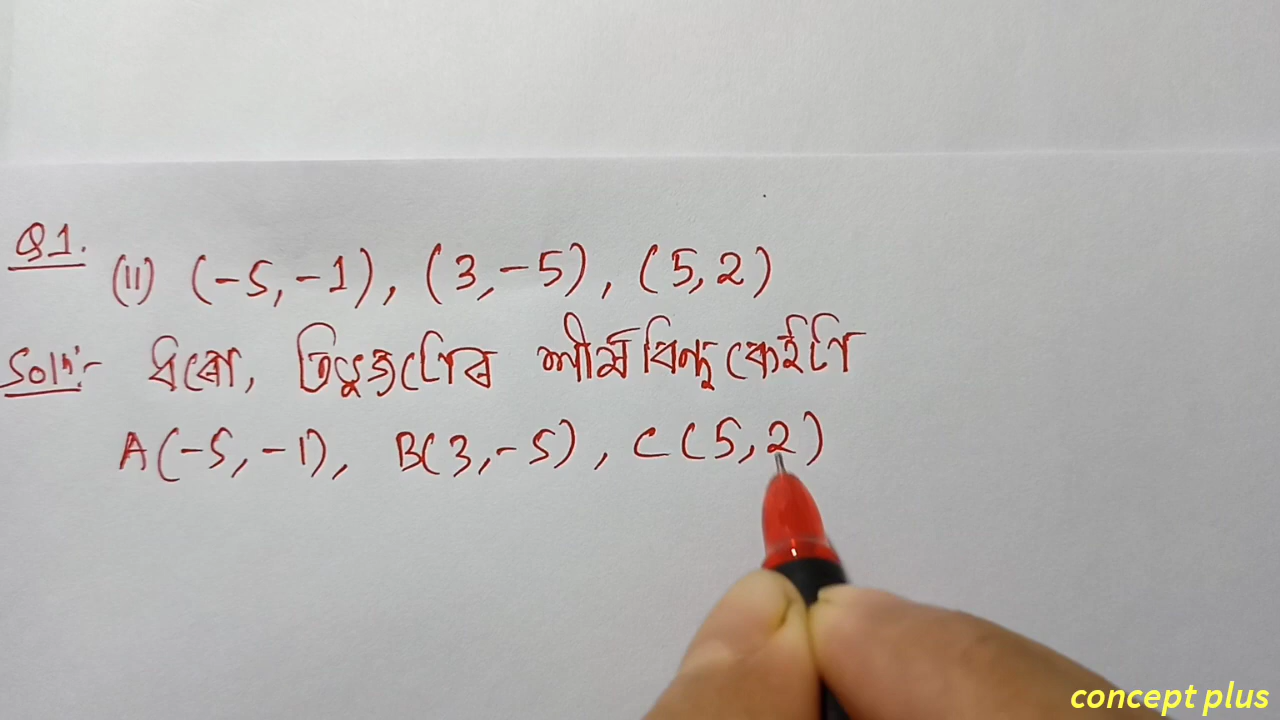 Q1.
(ii) (-5,-1), (3,-5), (5,2)
Soln:- ধৰো, ত্ৰিভুজটোৰ শীৰ্ষবিন্দুকেইটা
A(-5,-1), B(3,-5), C(5,2)
concept plus